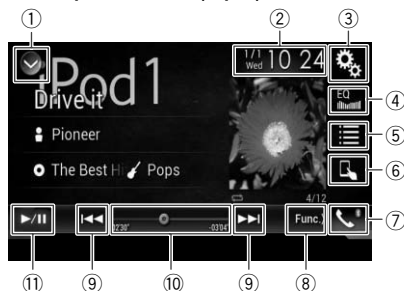 ① ② ③
iPod1
1/1 Wed 10 24
Drive it
EQ
④
Pioneer
⑤
The Best Hi Pops
⑥
4/12
02'30" -03'04"
Func.
⑦
⑪ ⑨ ⑩ ⑨ ⑧